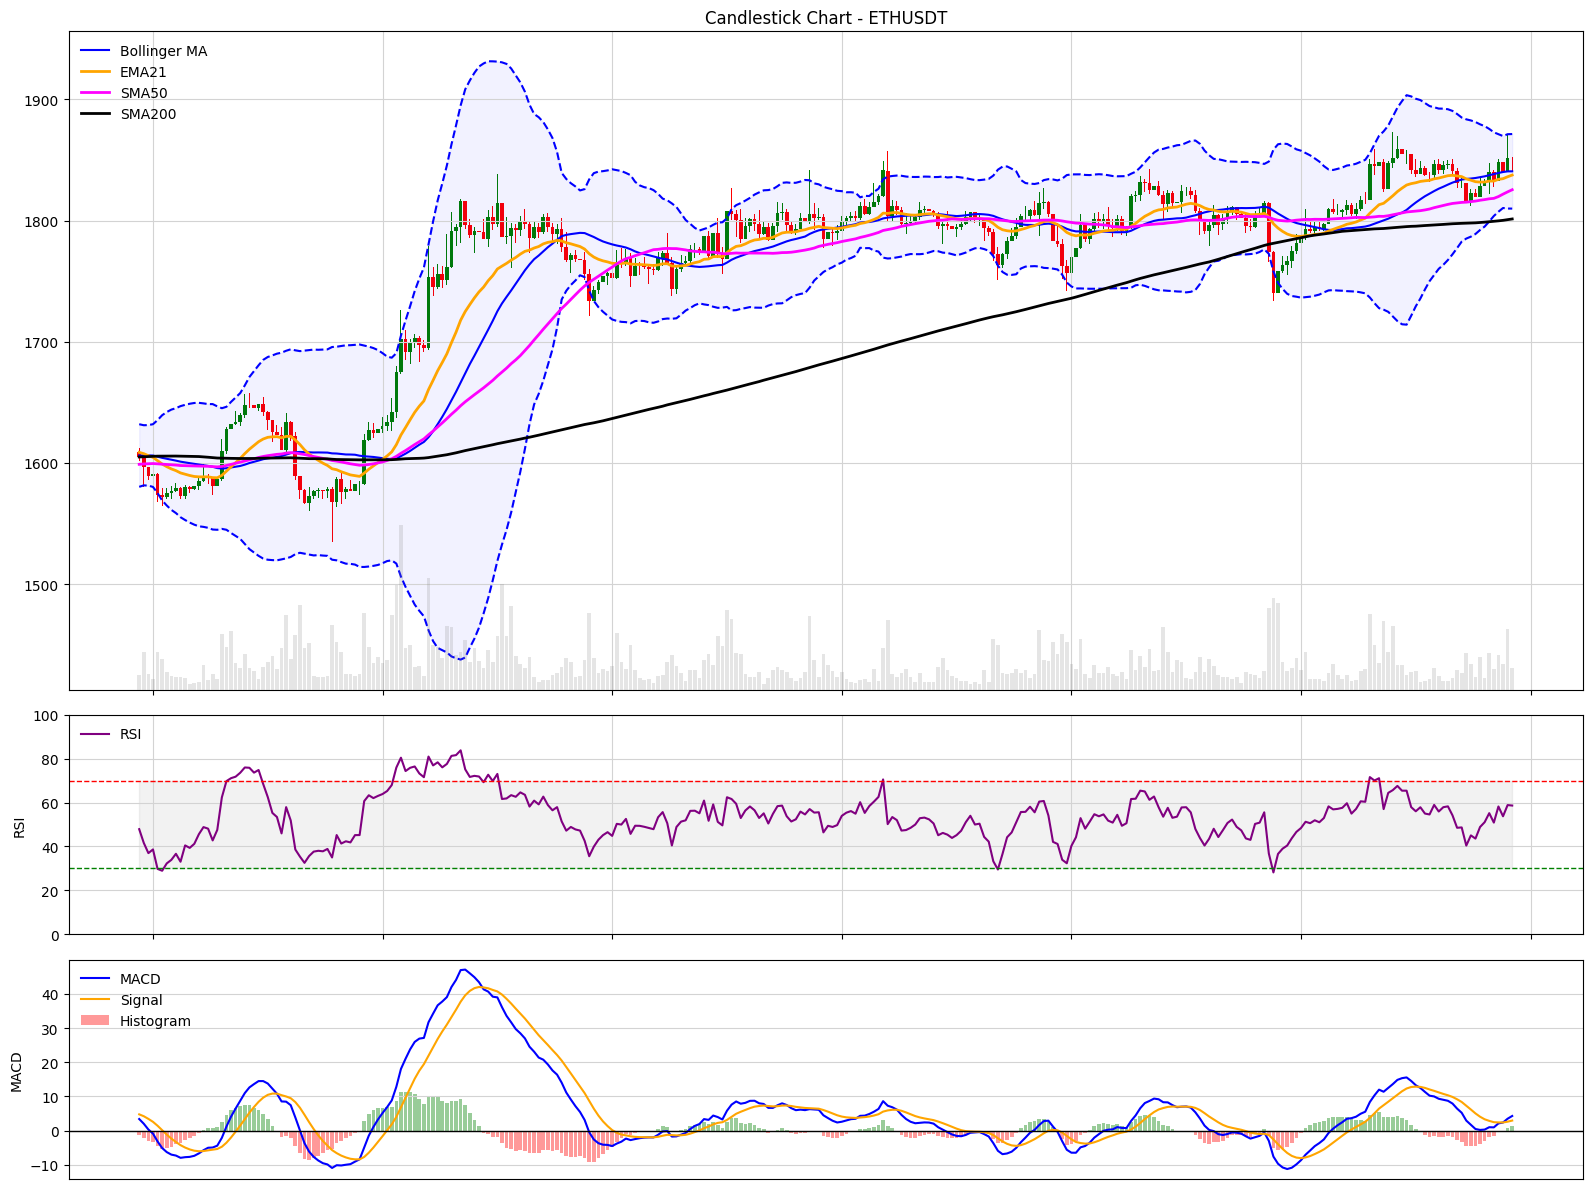 Candlestick Chart - ETHUSDT
Bollinger MA
EMA21
SMA50
SMA200
1900
1800
1700
1600
1500
RSI
100
80
60
40
20
0
RSI
MACD
Signal
Histogram
40
30
20
10
0
−10
MACD